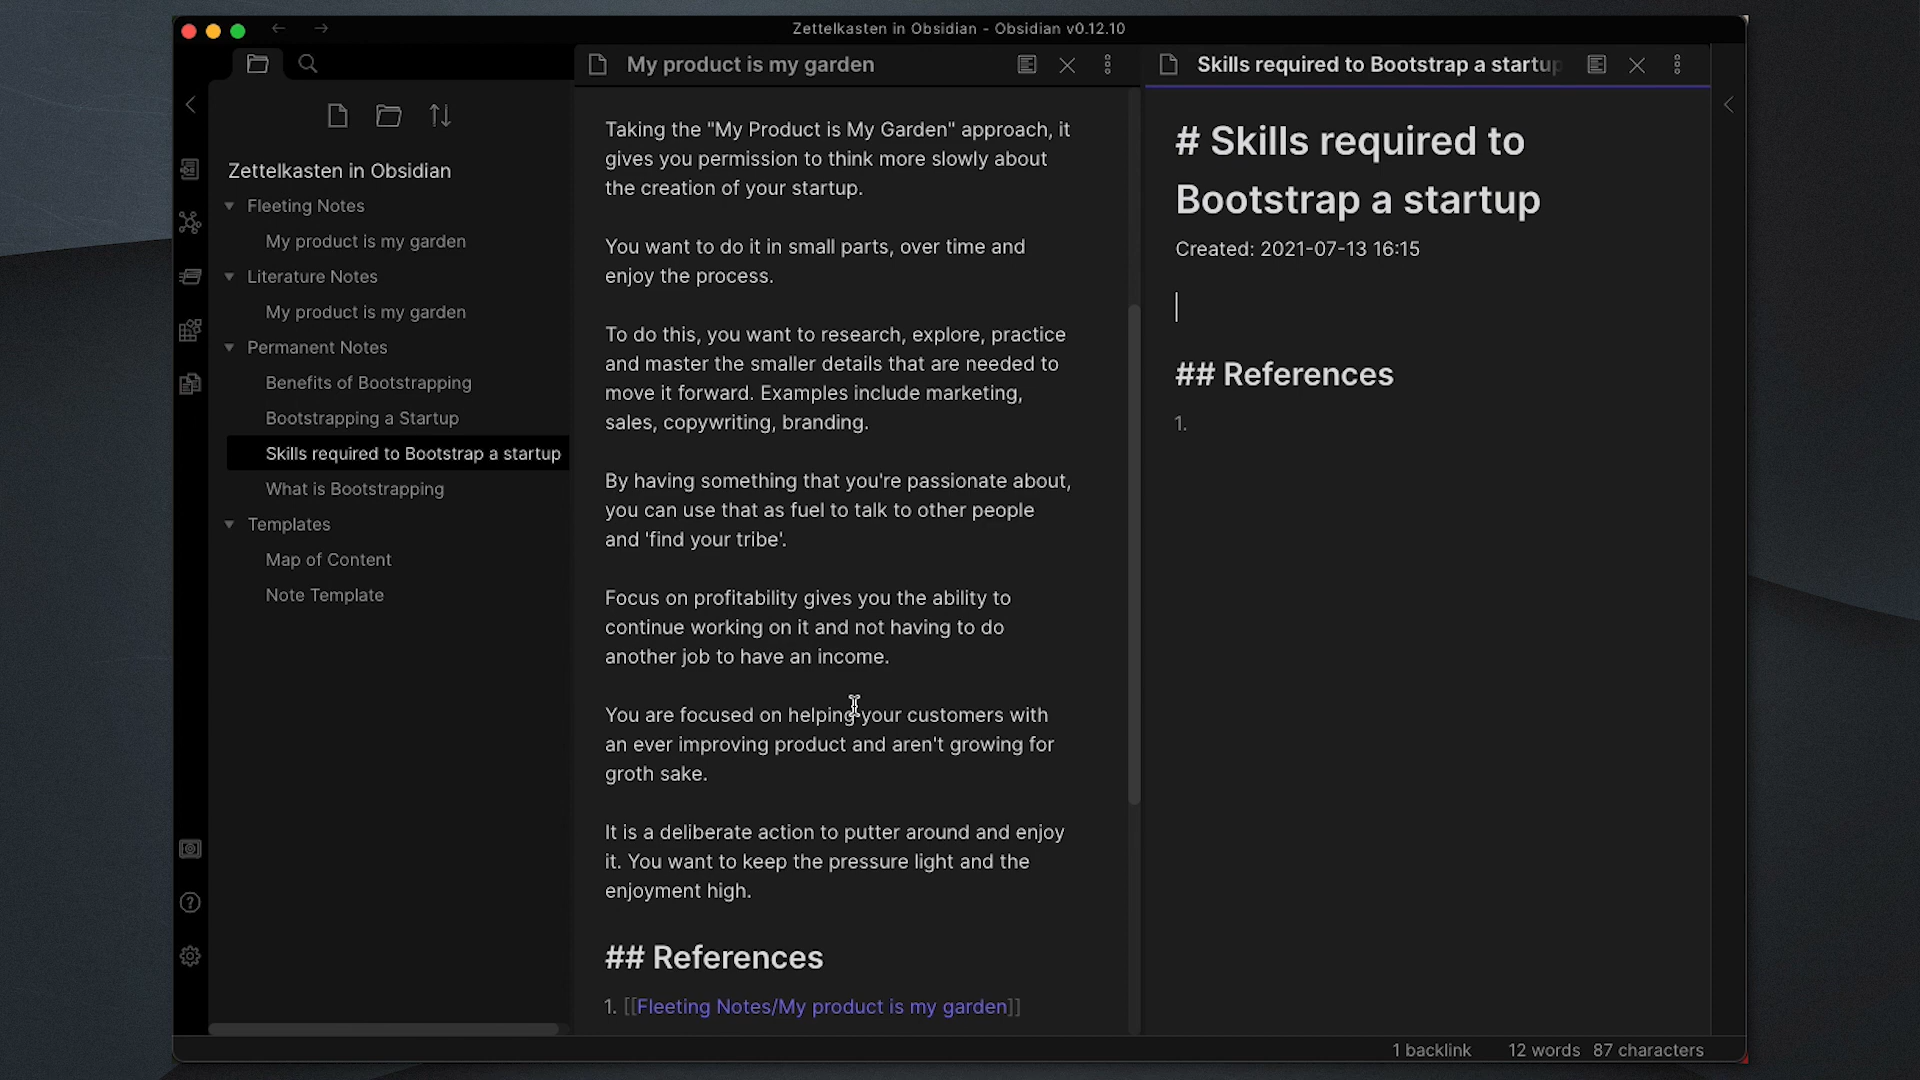 Zettelkasten in Obsidian - Obsidian v0.12.10
Zettelkasten in Obsidian
Fleeting Notes
My product is my garden
Literature Notes
My product is my garden
Permanent Notes
Benefits of Bootstrapping
Bootstrapping a Startup
Skills required to Bootstrap a startup
What is Bootstrapping
Templates
Map of Content
Note Template
My product is my garden
Taking the "My Product is My Garden" approach, it
gives you permission to think more slowly about
the creation of your startup.
You want to do it in small parts, over time and
enjoy the process.
To do this, you want to research, explore, practice
and master the smaller details that are needed to
move it forward. Examples include marketing,
sales, copywriting, branding.
By having something that you're passionate about,
you can use that as fuel to talk to other people
and 'find your tribe'.
Focus on profitability gives you the ability to
continue working on it and not having to do
another job to have an income.
You are focused on helping your customers with
an ever improving product and aren't growing for
groth sake.
It is a deliberate action to putter around and enjoy
it. You want to keep the pressure light and the
enjoyment high.
## References
1. [[Fleeting Notes/My product is my garden]]
Skills required to Bootstrap a startup
# Skills required to
Bootstrap a startup
Created: 2021-07-13 16:15
## References
1.
1 backlink 12 words 87 characters